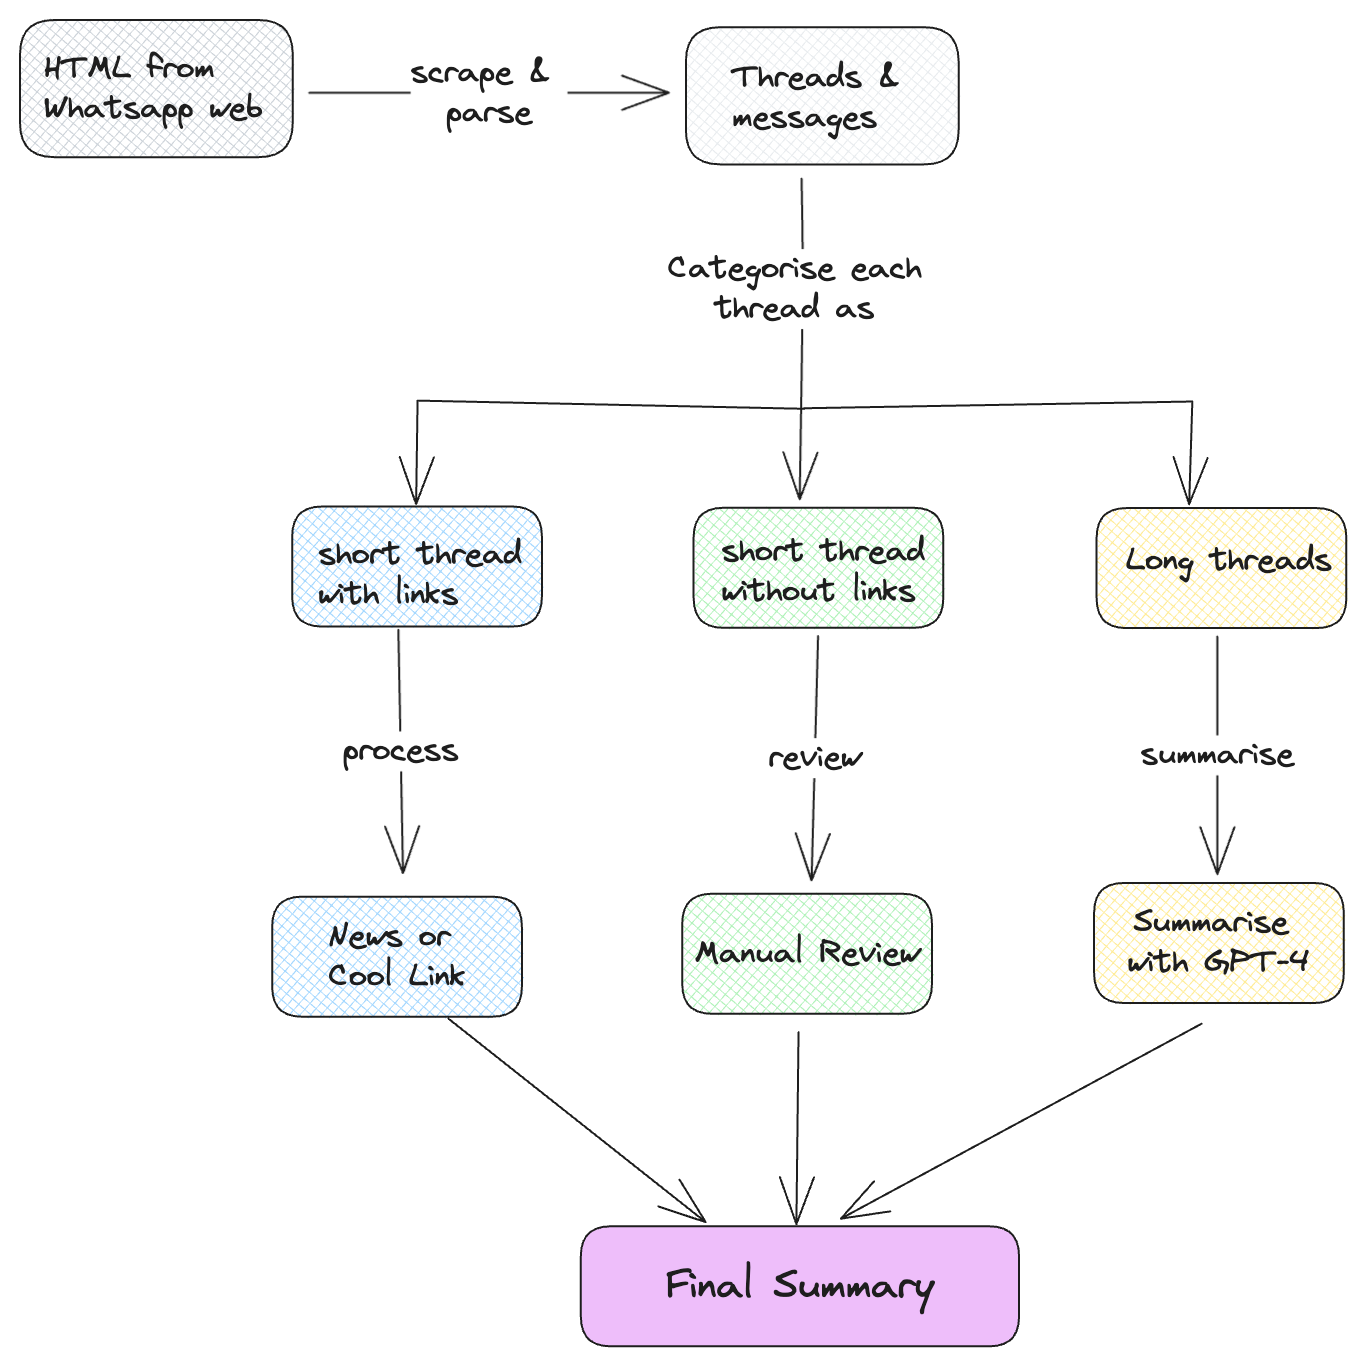 HTML from
Whatsapp web
scrape &
parse
Threads &
messages
Categorise each
thread as
short thread
with links
short thread
without links
Long threads
process
review
summarise
News or
Cool Link
Manual Review
Summarise
with GPT-4
Final Summary